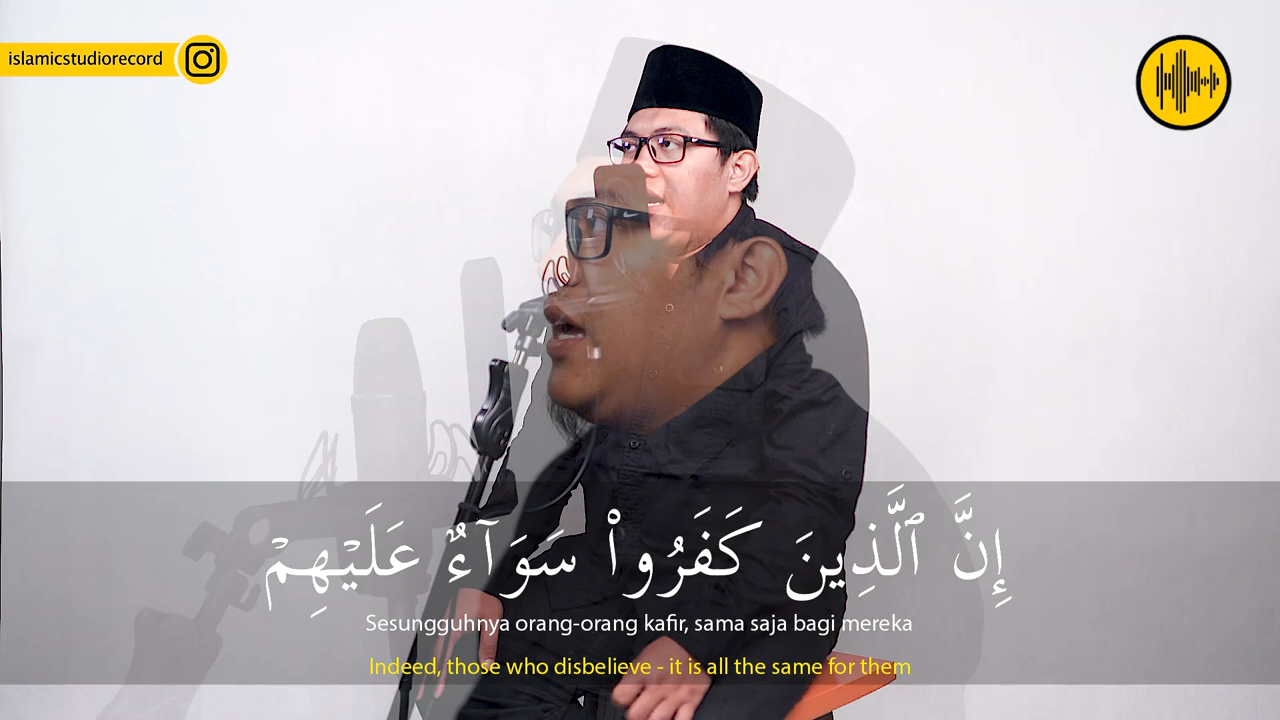 islamicstudiorecord
إِنَّ ٱلَّذِينَ كَفَرُوا۟ سَوَآءٌ عَلَيْهِمْ
Sesungguhnya orang-orang kafir, sama saja bagi mereka
Indeed, those who disbelieve - it is all the same for them